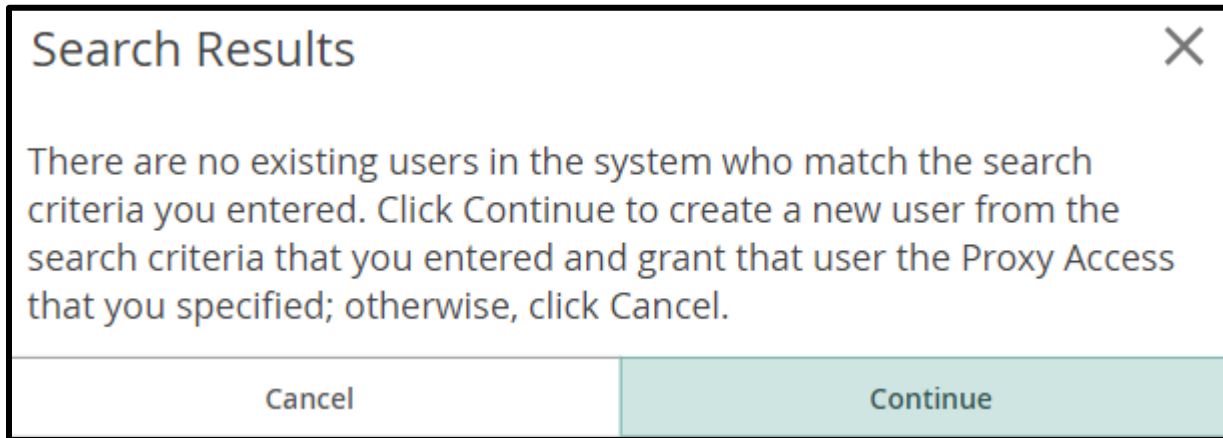 Search Results
There are no existing users in the system who match the search
criteria you entered. Click Continue to create a new user from the
search criteria that you entered and grant that user the Proxy Access
that you specified; otherwise, click Cancel.
Cancel
Continue